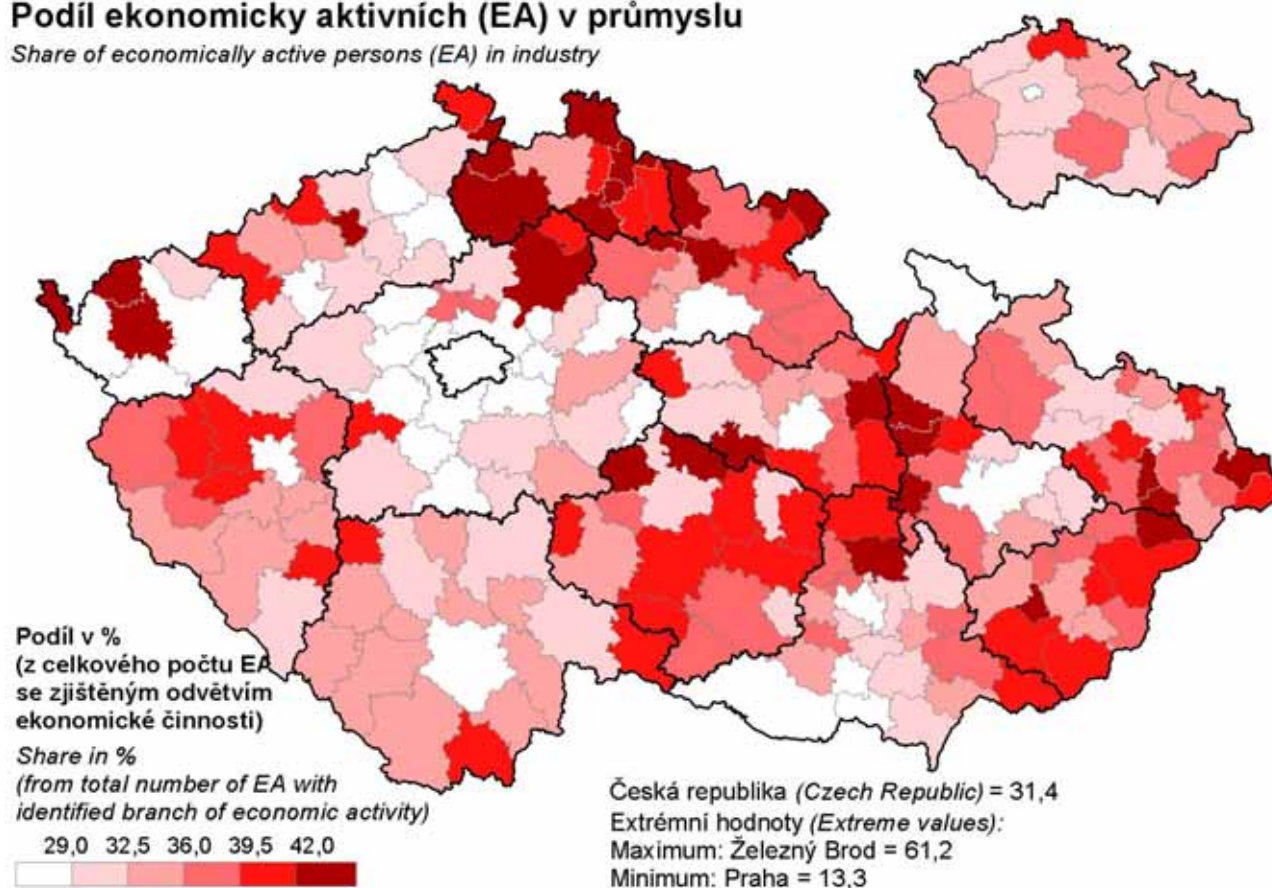 Podíl ekonomicky aktivních (EA) v průmyslu
Share of economically active persons (EA) in industry
Podíl v %
(z celkového počtu EA
se zjištěným odvětvím
ekonomické činnosti)
Share in %
(from total number of EA with
identified branch of economic activity)
29,0 32,5 36,0 39,5 42,0
Česká republika (Czech Republic) = 31,4
Extrémní hodnoty (Extreme values):
Maximum: Železný Brod = 61,2
Minimum: Praha = 13,3